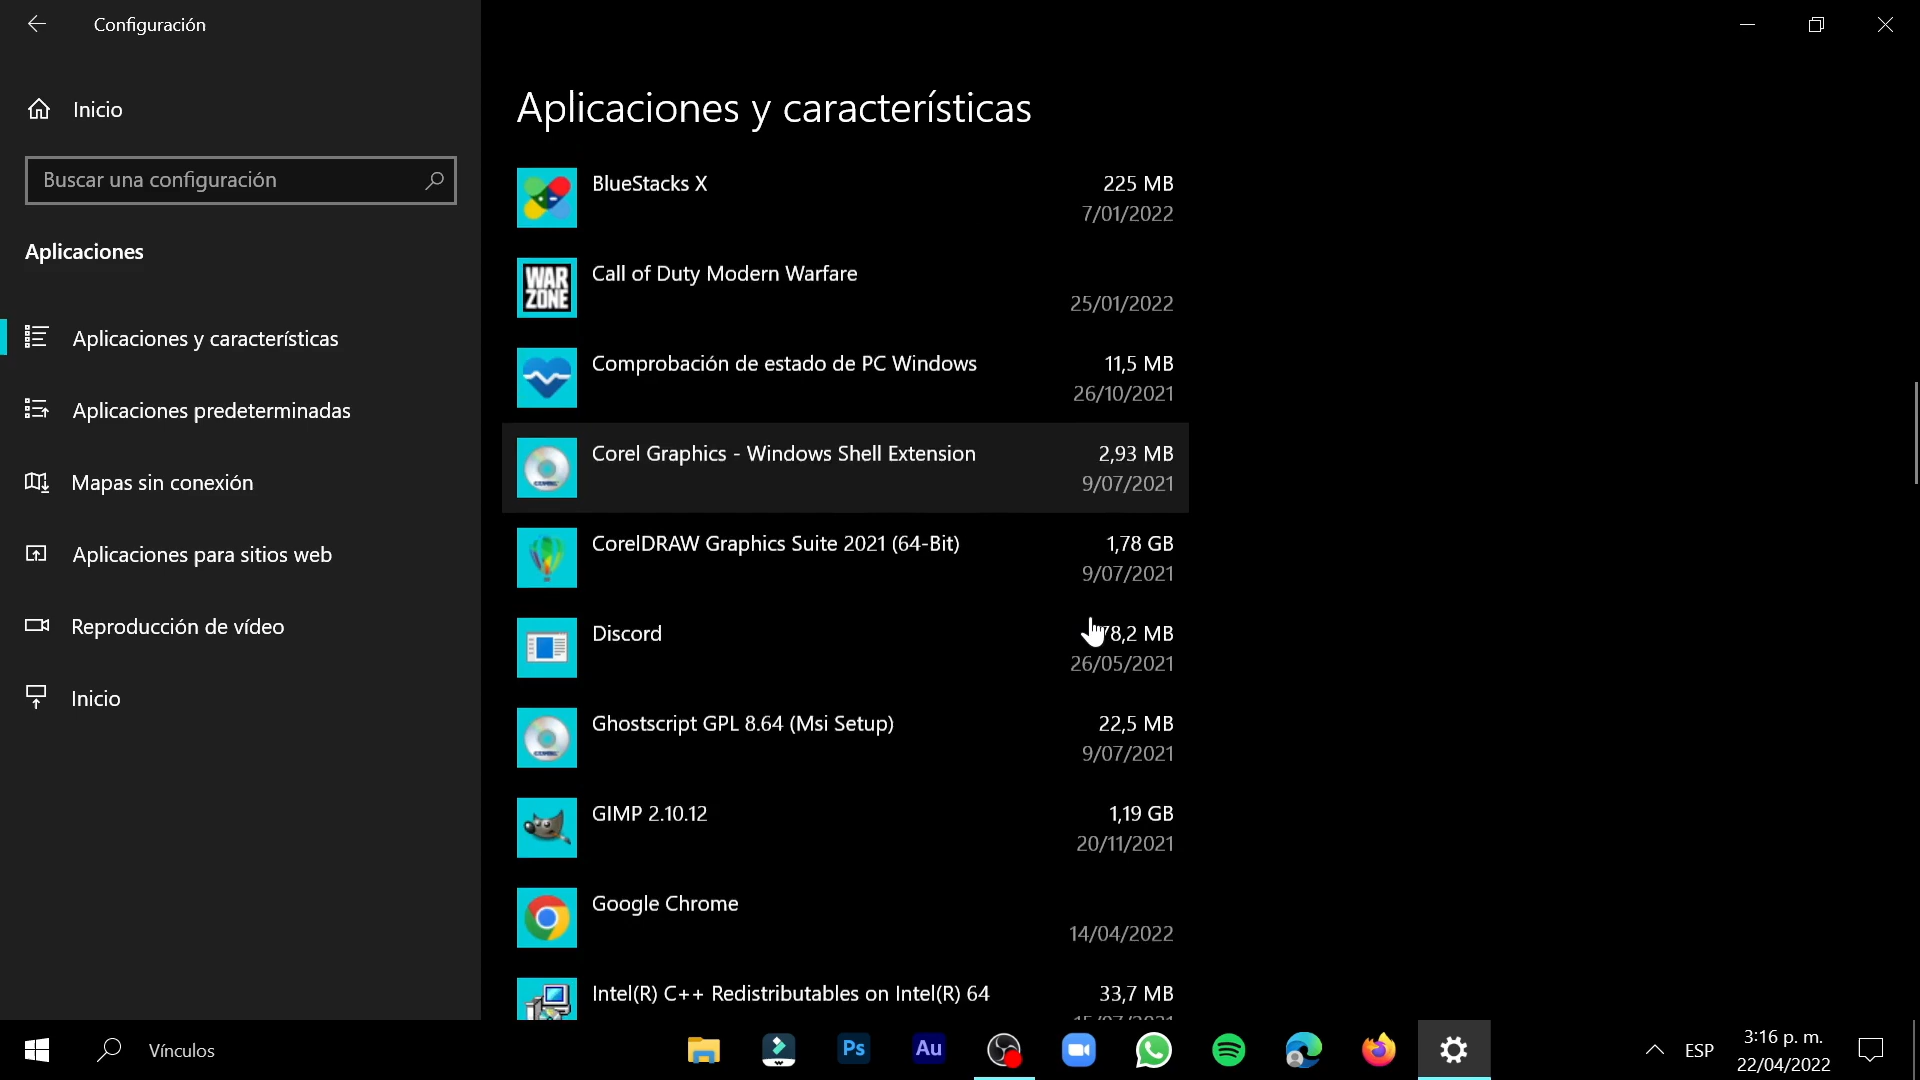 Configuración
Inicio
Buscar una configuración
Aplicaciones
Aplicaciones y características
Aplicaciones predeterminadas
Mapas sin conexión
Aplicaciones para sitios web
Reproducción de vídeo
Inicio
Aplicaciones y características
BlueStacks X 225 MB
7/01/2022
WAR
ZONE
Call of Duty Modern Warfare
25/01/2022
Comprobación de estado de PC Windows 11,5 MB
26/10/2021
Corel Graphics - Windows Shell Extension 2,93 MB
9/07/2021
CorelDRAW Graphics Suite 2021 (64-Bit) 1,78 GB
9/07/2021
Discord MB
26/05/2021
Ghostscript GPL 8.64 (Msi Setup) 22,5 MB
9/07/2021
GIMP 2.10.12 1,19 GB
20/11/2021
Google Chrome
14/04/2022
Intel(R) C++ Redistributables on Intel(R) 64 33,7 MB
Vínculos
Ps
Au
ESP
3:16 p. m.
22/04/2022